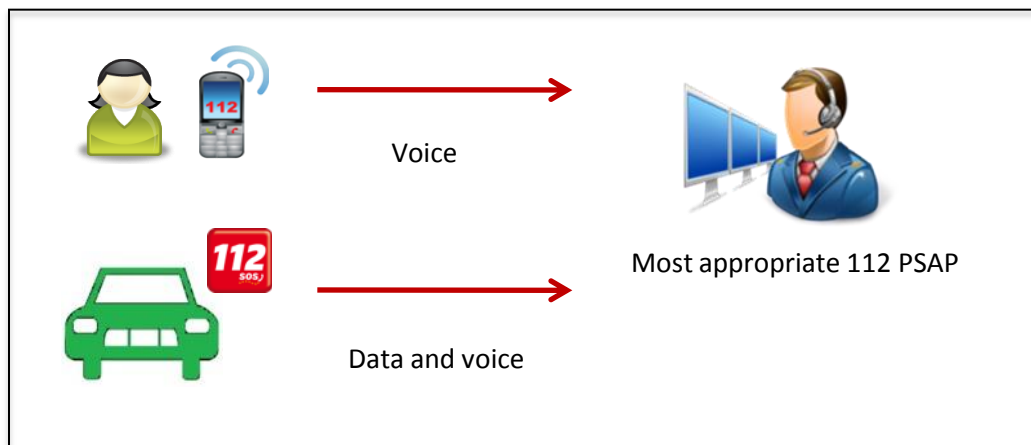 112
Voice
Most appropriate 112 PSAP
112
SOS
Data and voice